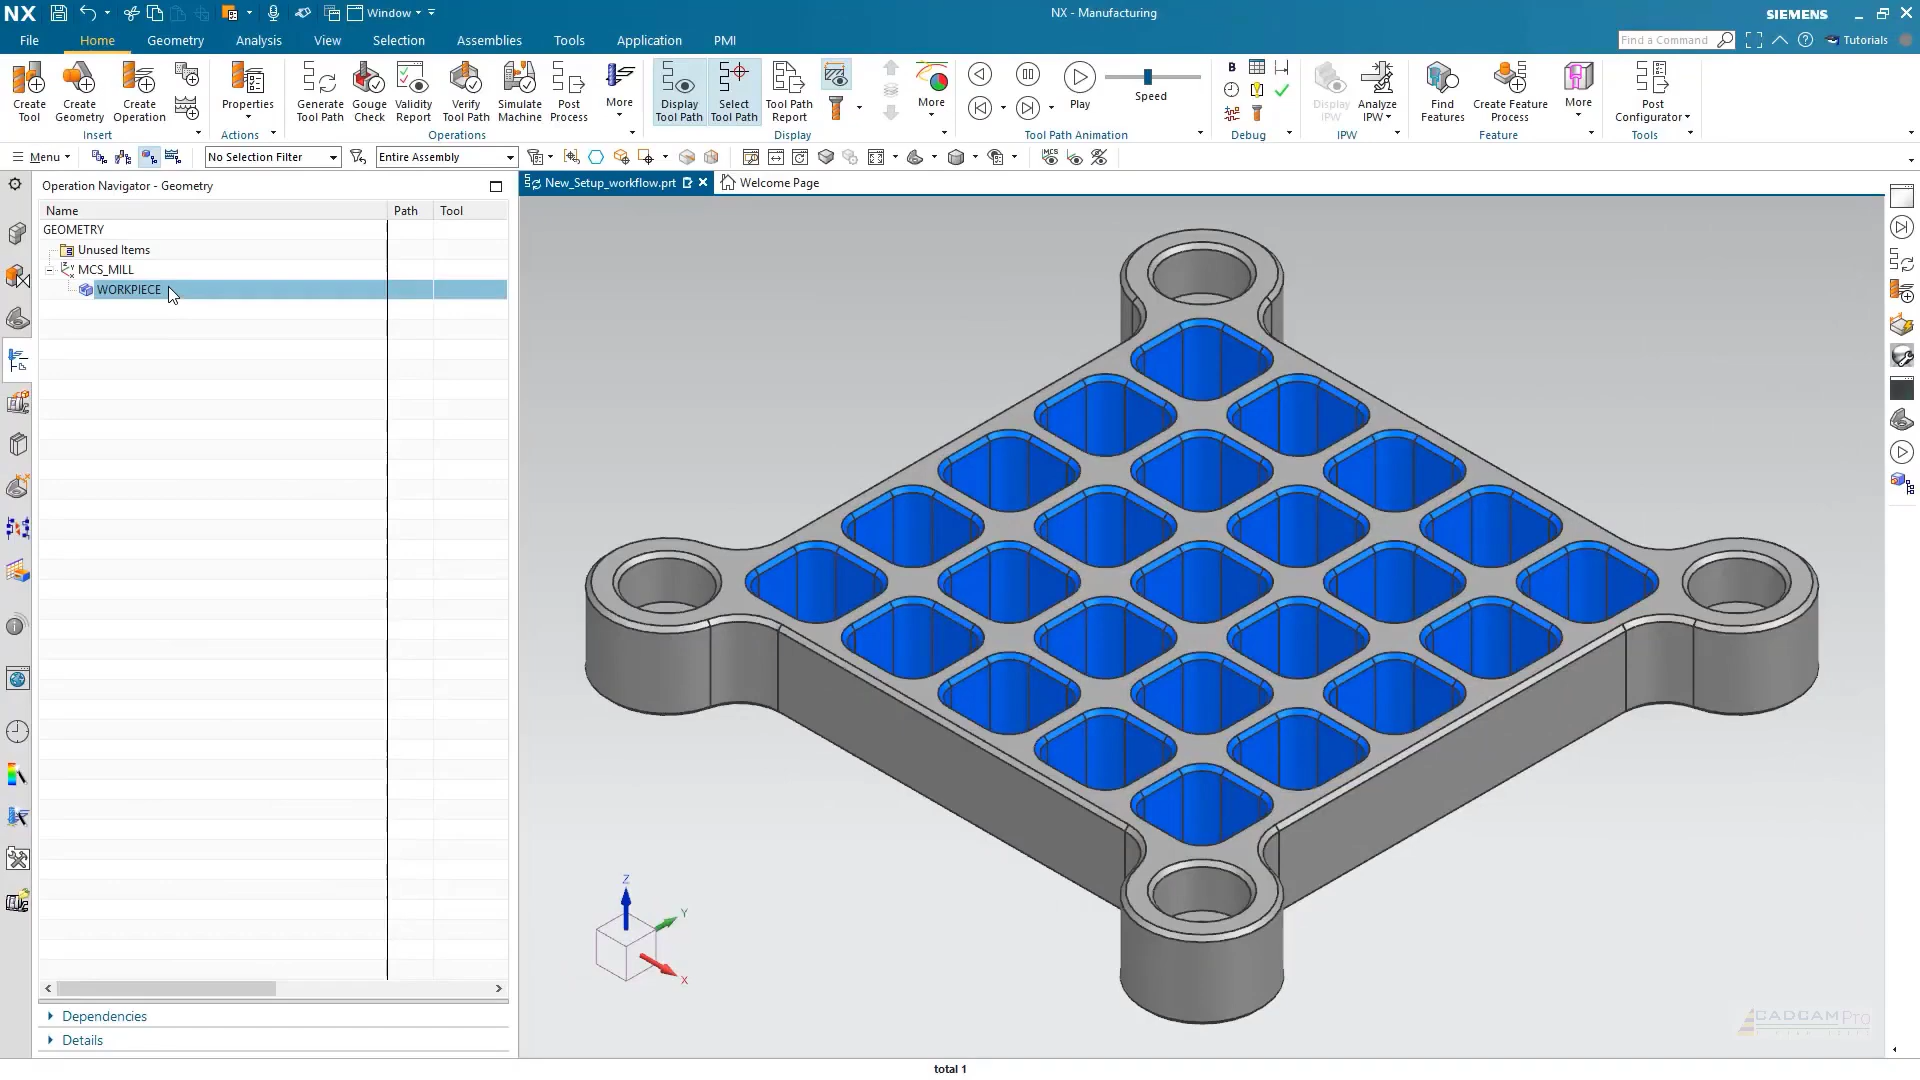 NX
Window
NX - Manufacturing
SIEMENS
File
Home
Geometry
Analysis
View
Selection
Assemblies
Tools
Application
PMI
Find a Command
Tutorials
Create Tool
Create Geometry
Create Operation
Properties
Generate Tool Path
Gouge Check
Validity Report
Verify Tool Path
Simulate Machine
Post Process
More
Display Tool Path
Select Tool Path
Tool Path Report
More
Play
Speed
B
Display IPW
Analyze IPW
Find Features
Create Feature Process
More
Post Configurator
Insert
Actions
Operations
Display
Tool Path Animation
Debug
IPW
Feature
Tools
Menu
No Selection Filter
Entire Assembly
MCS
Operation Navigator - Geometry
New_Setup_workflow.prt
Welcome Page
Name
Path
Tool
GEOMETRY
Unused Items
MCS_MILL
WORKPIECE
Z
Y
X
Dependencies
Details
CADCAMPro
total 1